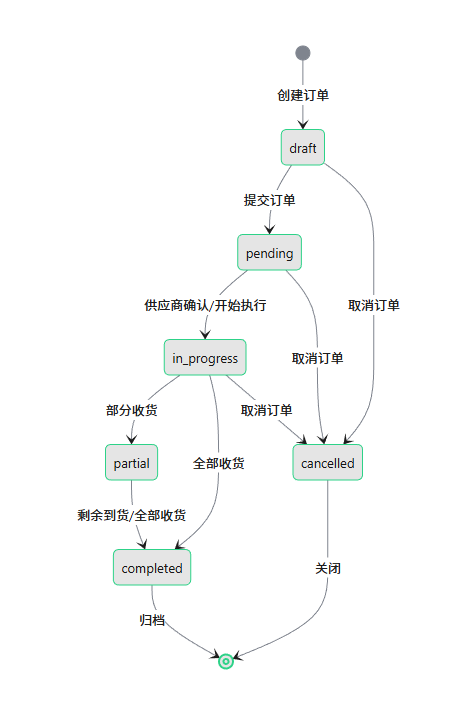 创建订单
draft
提交订单
pending
供应商确认/开始执行
取消订单
in_progress
取消订单
部分收货
取消订单
partial
全部收货
cancelled
剩余到货/全部收货
completed
关闭
归档